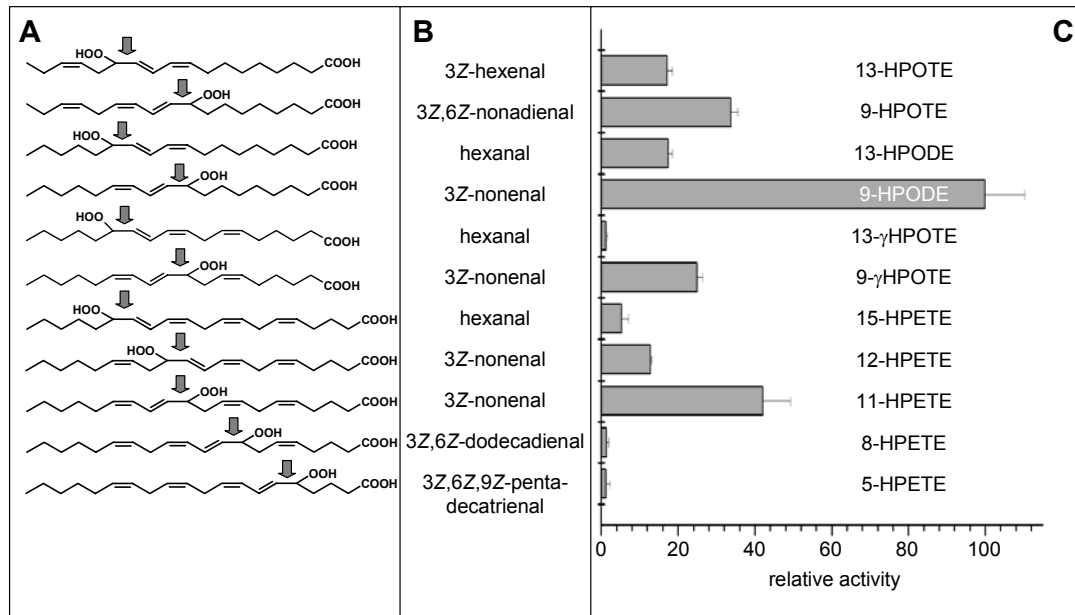 A
HOO
COOH
OOH
COOH
HOO
COOH
OOH
COOH
HOO
COOH
OOH
COOH
HOO
COOH
HOO
COOH
OOH
COOH
OOH
COOH
OOH
COOH
B
3Z-hexenal
3Z,6Z-nonadienal
hexanal
3Z-nonenal
hexanal
3Z-nonenal
hexanal
3Z-nonenal
3Z-nonenal
3Z,6Z-dodecadienal
3Z,6Z,9Z-penta-
decatrienal
C
13-HPOTE
9-HPOTE
13-HPODE
9-HPODE
13-γHPOTE
9-γHPOTE
15-HPETE
12-HPETE
11-HPETE
8-HPETE
5-HPETE
0 20 40 60 80 100
relative activity